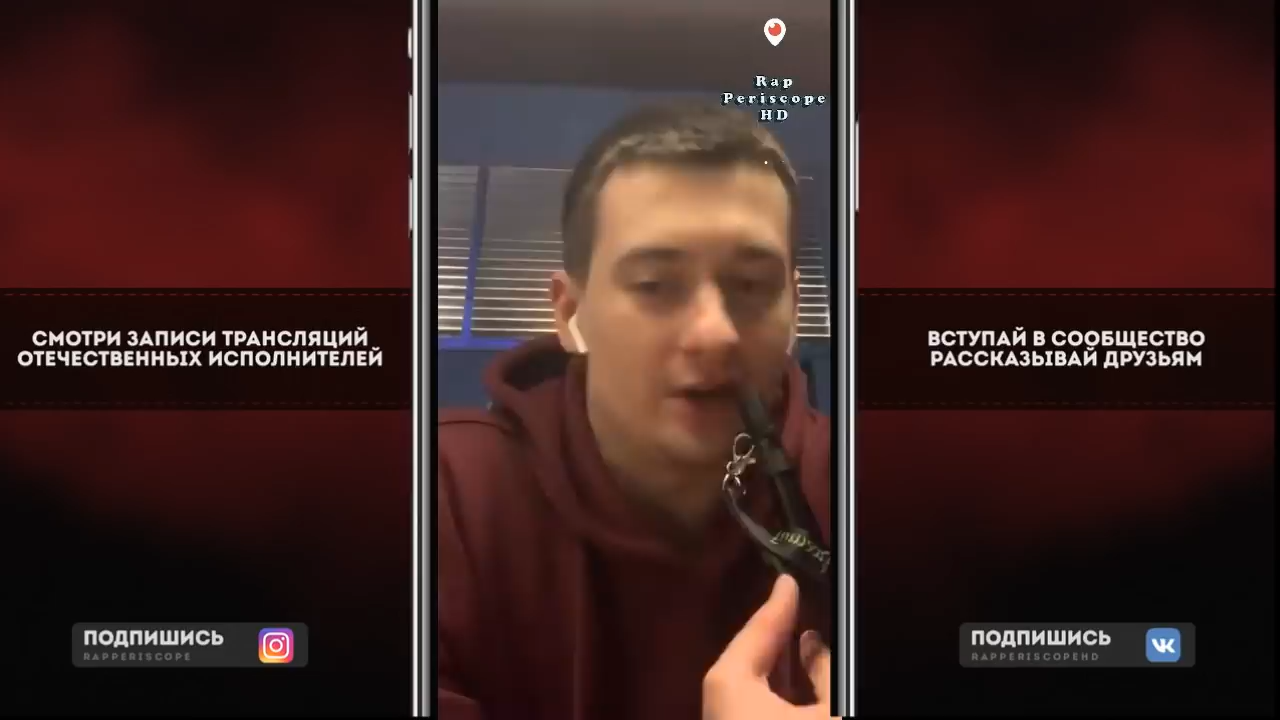 Rap
Periscope
HD
СМОТРИ ЗАПИСИ ТРАНСЛЯЦИЙ
ОТЕЧЕСТВЕННЫХ ИСПОЛНИТЕЛЕЙ
ВСТУПАЙ В СООБЩЕСТВО
РАССКАЗЫВАЙ ДРУЗЬЯМ
ПОДПИШИСЬ
RAPPERISCOPE
ПОДПИШИСЬ
RAPPERISCOPEHD